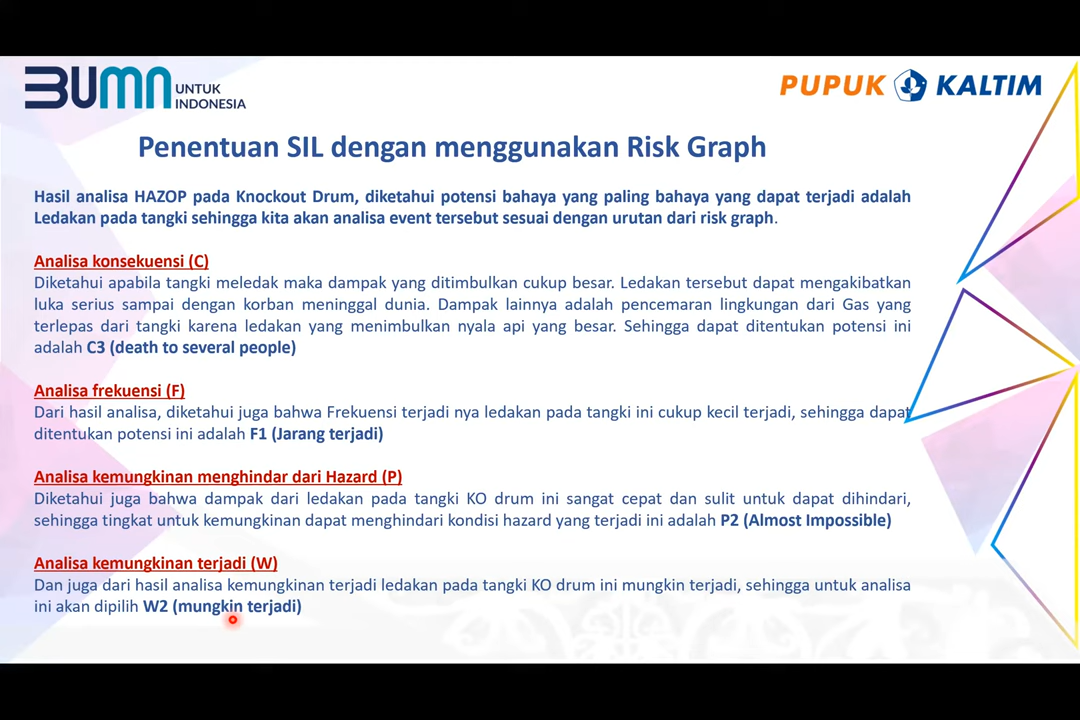 BUMN UNTUK
INDONESIA
PUPUK KALTIM
Penentuan SIL dengan menggunakan Risk Graph
Hasil analisa HAZOP pada Knockout Drum, diketahui potensi bahaya yang paling bahaya yang dapat terjadi adalah
Ledakan pada tangki sehingga kita akan analisa event tersebut sesuai dengan urutan dari risk graph.
Analisa konsekuensi (C)
Diketahui apabila tangki meledak maka dampak yang ditimbulkan cukup besar. Ledakan tersebut dapat mengakibatkan
luka serius sampai dengan korban meninggal dunia. Dampak lainnya adalah pencemaran lingkungan dari Gas yang
terlepas dari tangki karena ledakan yang menimbulkan nyala api yang besar. Sehingga dapat ditentukan potensi ini
adalah C3 (death to several people)
Analisa frekuensi (F)
Dari hasil analisa, diketahui juga bahwa Frekuensi terjadi nya ledakan pada tangki ini cukup kecil terjadi, sehingga dapat
ditentukan potensi ini adalah F1 (Jarang terjadi)
Analisa kemungkinan menghindar dari Hazard (P)
Diketahui juga bahwa dampak dari ledakan pada tangki KO drum ini sangat cepat dan sulit untuk dapat dihindari,
sehingga tingkat untuk kemungkinan dapat menghindari kondisi hazard yang terjadi ini adalah P2 (Almost Impossible)
Analisa kemungkinan terjadi (W)
Dan juga dari hasil analisa kemungkinan terjadi ledakan pada tangki KO drum ini mungkin terjadi, sehingga untuk analisa
ini akan dipilih W2 (mungkin terjadi)